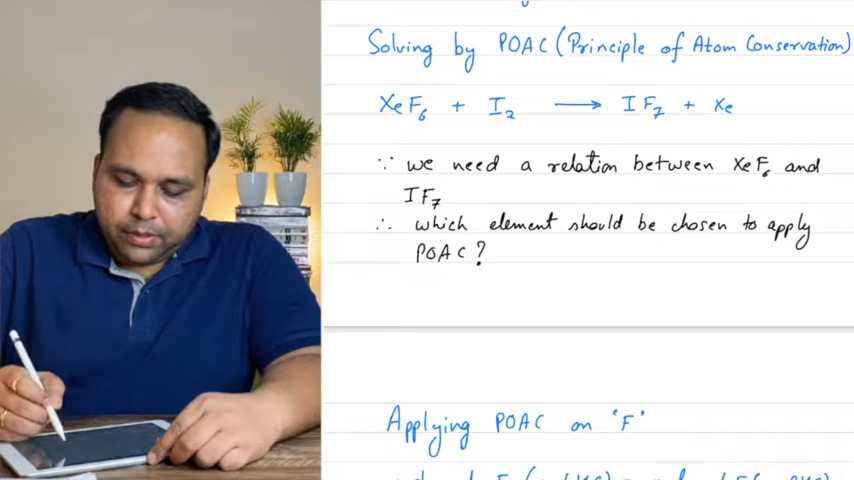 Solving by POAC (Principle of Atom Conservation)
XeF₆ + I₂ ⟶ IF₇ + Xe
∵ we need a relation between XeF₆ and
IF₇
∴ which element should be chosen to apply
POAC?
Applying POAC on 'F'